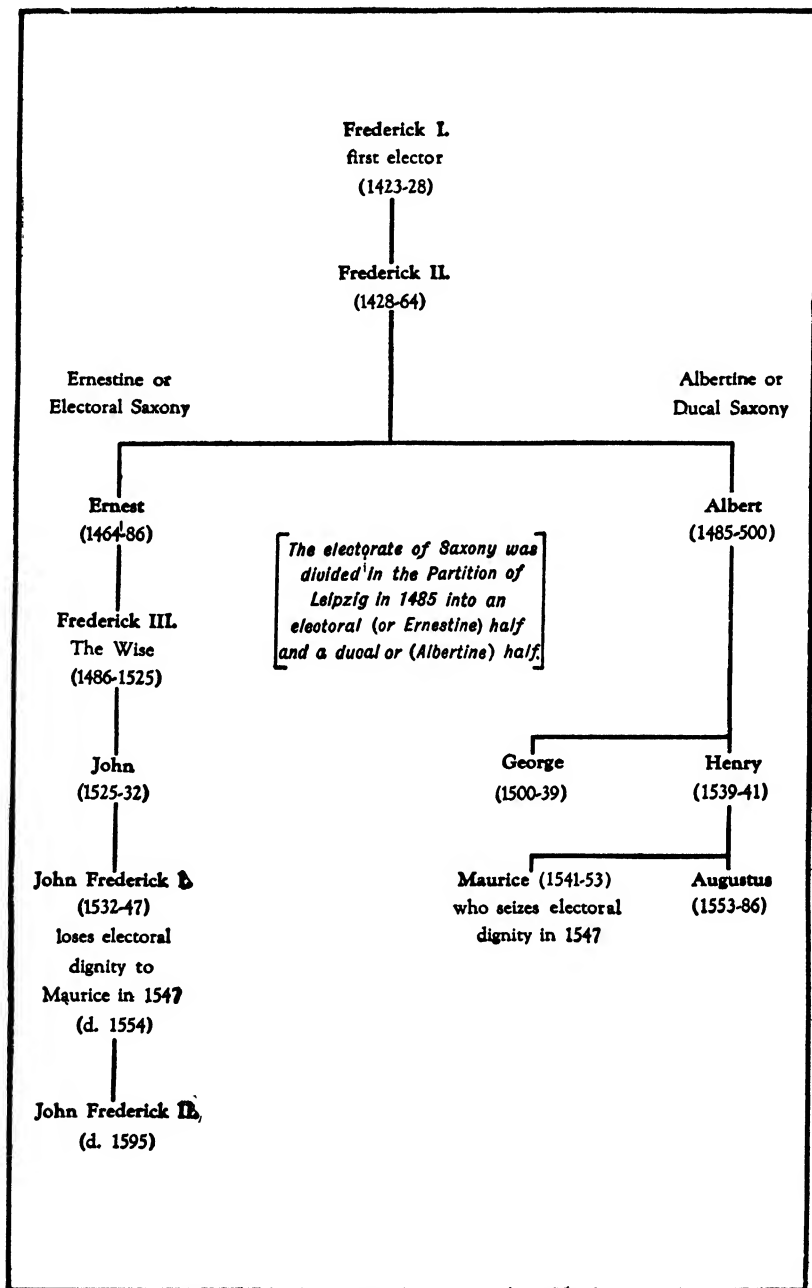 Frederick I.
first elector
(1423-28)
Frederick II.
(1428-64)
Ernestine or
Electoral Saxony
Albertine or
Ducal Saxony
Ernest
(1464-86)
Albert
(1485-500)
[The electorate of Saxony was
divided in the Partition of
Leipzig in 1485 into an
electoral (or Ernestine) half
and a ducal or (Albertine) half.]
Frederick III.
The Wise
(1486-1525)
John
(1525-32)
George
(1500-39)
Henry
(1539-41)
John Frederick I.
(1532-47)
loses electoral
dignity to
Maurice in 1547
(d. 1554)
Maurice (1541-53)
who seizes electoral
dignity in 1547
Augustus
(1553-86)
John Frederick II.
(d. 1595)